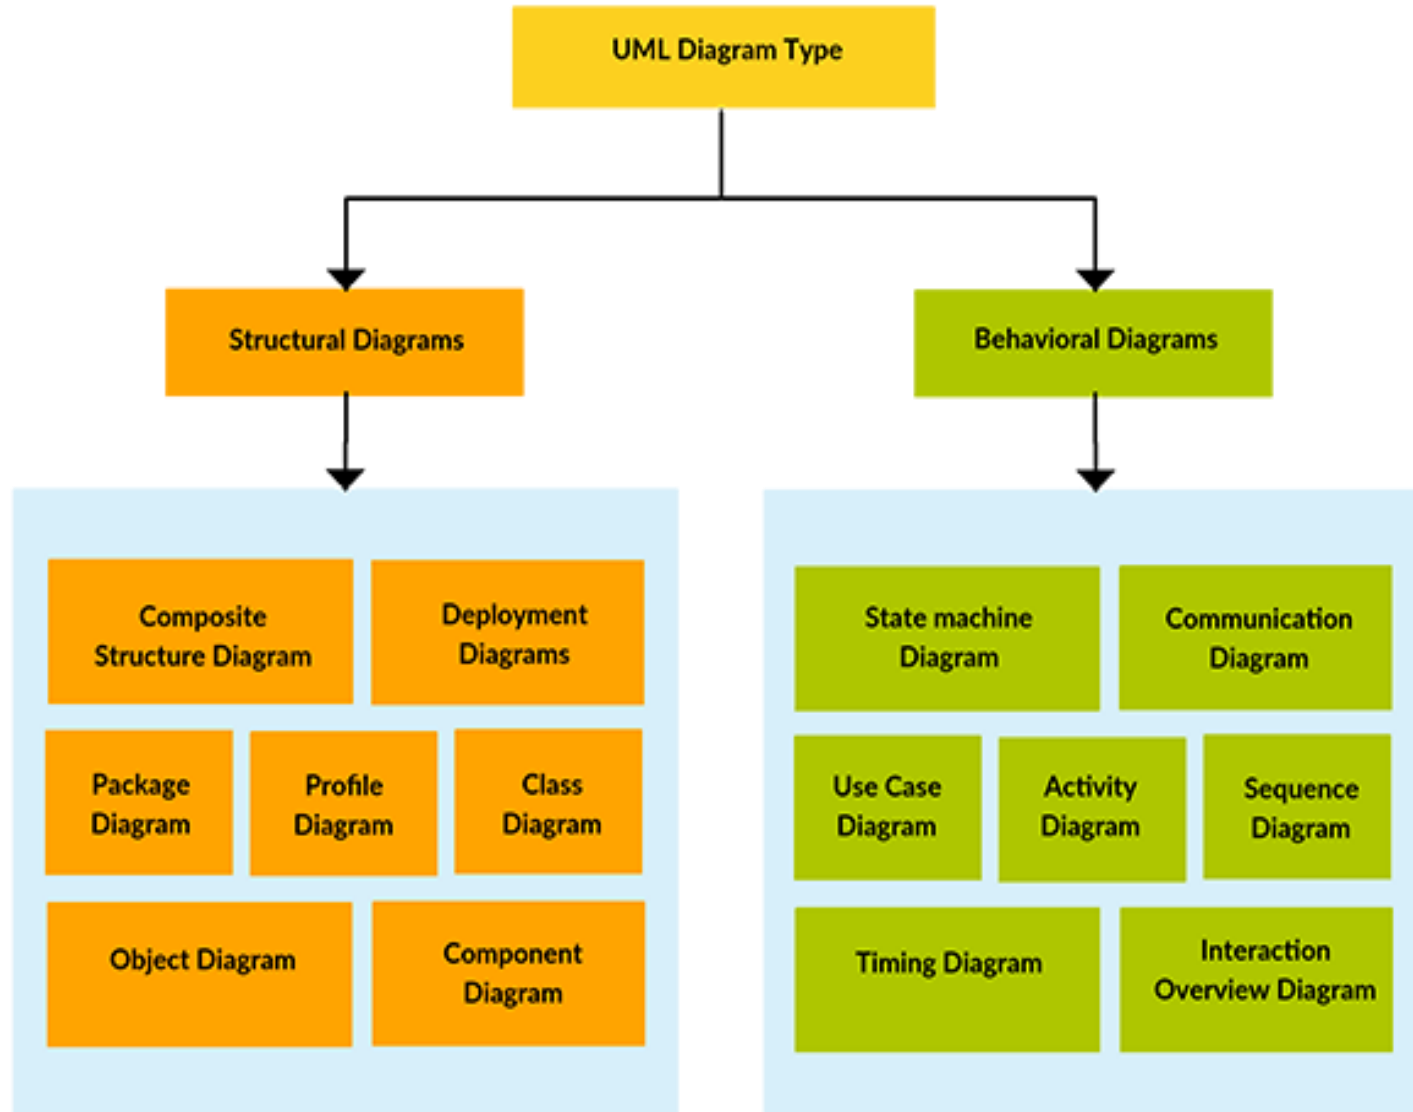 UML Diagram Type
Structural Diagrams
Behavioral Diagrams
Composite
Structure Diagram
Deployment
Diagrams
Package
Diagram
Profile
Diagram
Class
Diagram
Object Diagram
Component
Diagram
State machine
Diagram
Communication
Diagram
Use Case
Diagram
Activity
Diagram
Sequence
Diagram
Timing Diagram
Interaction
Overview Diagram